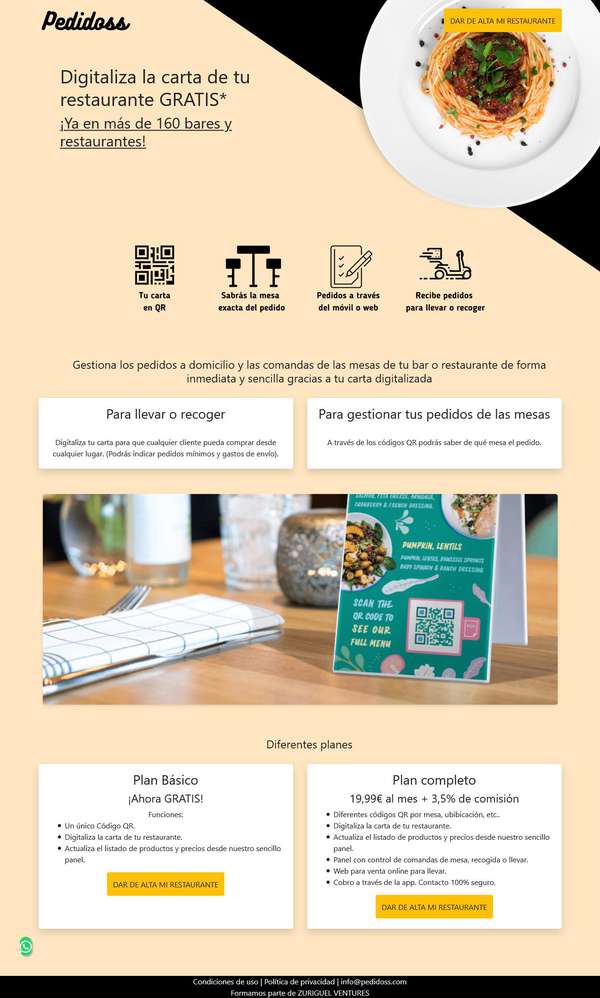 Pedidoss
DAR DE ALTA MI RESTAURANTE
Digitaliza la carta de tu
restaurante GRATIS*
¡Ya en más de 160 bares y
restaurantes!
Tu carta
en QR
Sabrás la mesa
exacta del pedido
Pedidos a través
del móvil o web
Recibe pedidos
para llevar o recoger
Gestiona los pedidos a domicilio y las comandas de las mesas de tu bar o restaurante de forma
inmediata y sencilla gracias a tu carta digitalizada
Para llevar o recoger
Digitaliza tu carta para que cualquier cliente pueda comprar desde
cualquier lugar. (Podrás indicar pedidos mínimos y gastos de envío).
Para gestionar tus pedidos de las mesas
A través de los códigos QR podrás saber de qué mesa el pedido.
CRANBERRY & FRENCH DRESSING.
PUMPKIN, LENTILS
PUMPKIN, LENTILS, BRUSSELS SPROUTS
BABY SPINACH & RANCH DRESSING
SCAN THE
QR CODE TO
SEE OUR
FULL MENU
Diferentes planes
Plan Básico
¡Ahora GRATIS!
Funciones:
Un único Código QR.
Digitaliza la carta de tu restaurante.
Actualiza el listado de productos y precios desde nuestro sencillo
panel.
DAR DE ALTA MI RESTAURANTE
Plan completo
19,99€ al mes + 3,5% de comisión
Diferentes códigos QR por mesa, ubibicación, etc..
Digitaliza la carta de tu restaurante.
Actualiza el listado de productos y precios desde nuestro sencillo
panel.
Panel con control de comandas de mesa, recogida o llevar.
Web para venta online para llevar.
Cobro a través de la app. Contacto 100% seguro.
DAR DE ALTA MI RESTAURANTE
Condiciones de uso | Política de privacidad | info@pedidoss.com
Formamos parte de ZURIGUEL VENTURES